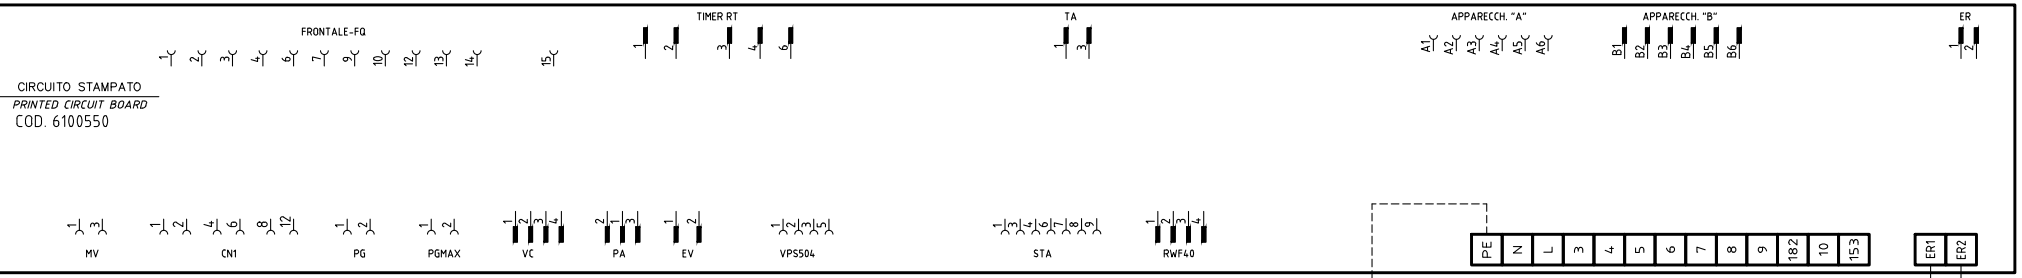 TIMER RT TA APPARECCH. "A" APPARECCH. "B" ER
FRONTALE-FQ
1 2 3 4 6 7 9 10 12 13 14 15 1 2 3 4 6 1 3 A1 A2 A3 A4 A5 A6 B1 B2 B3 B4 B5 B6 1 2
CIRCUITO STAMPATO
PRINTED CIRCUIT BOARD
COD. 6100550
1 3 1 2 4 6 8 12 1 2 1 2 1 2 3 4 2 1 3 1 2 1 2 3 5 1 3 4 6 7 8 9 1 2 3 4
MV CN1 PG PGMAX VC PA EV VPS504 STA RWF40
PE N L 3 4 5 6 7 8 9 182 10 153 ER1 ER2